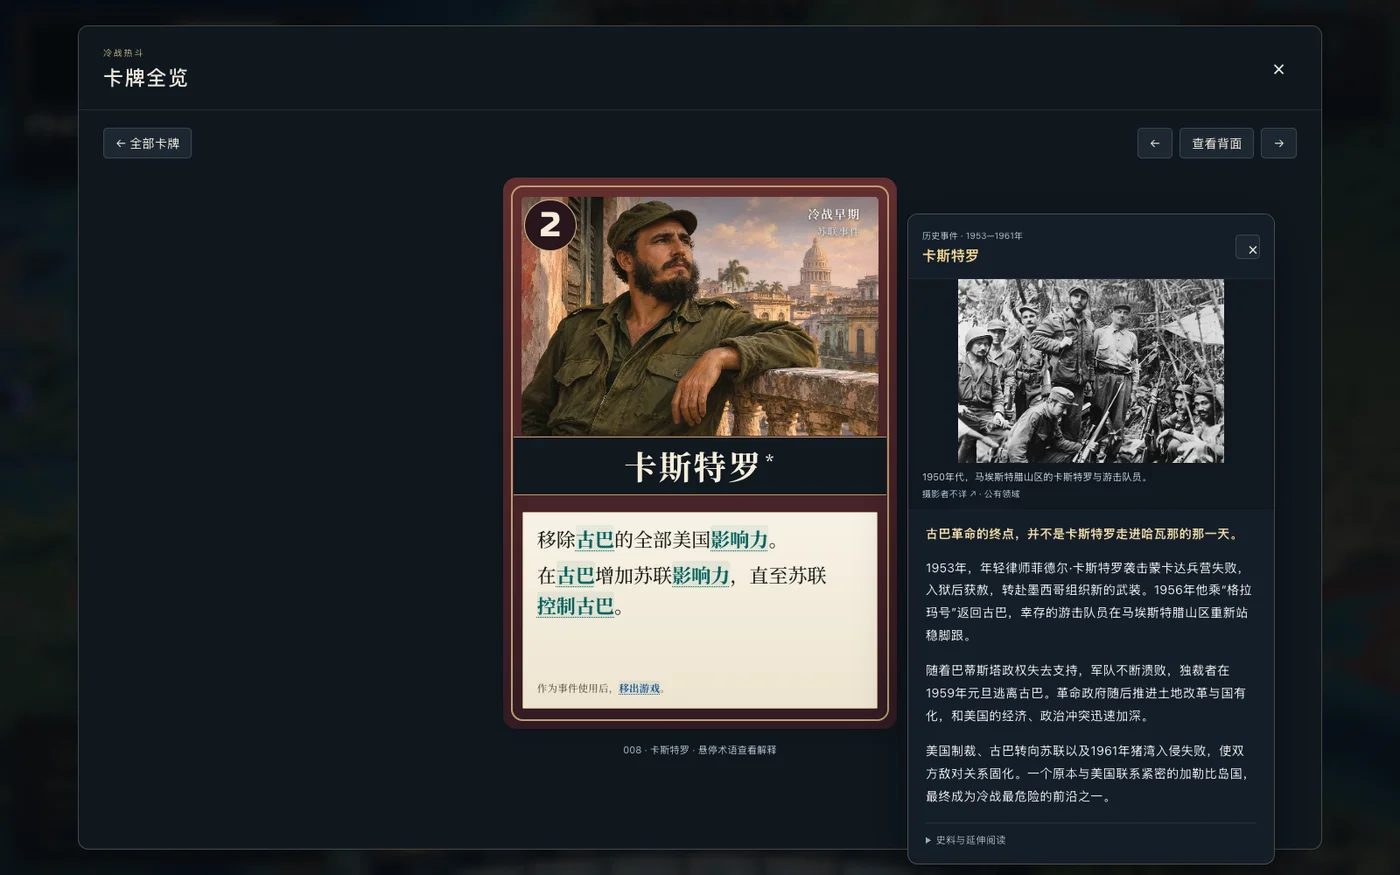 冷战热斗
卡牌全览
×
← 全部卡牌
←
查看背面
→
2
冷战早期
苏联事件
卡斯特罗*
移除古巴的全部美国影响力。
在古巴增加苏联影响力，直至苏联
控制古巴。
作为事件使用后，移出游戏。
008 · 卡斯特罗 · 悬停术语查看解释
历史事件 · 1953—1961年
卡斯特罗
×
1950年代，马埃斯特腊山区的卡斯特罗与游击队员。
摄影者不详 ↗ · 公有领域
古巴革命的终点，并不是卡斯特罗走进哈瓦那的那一天。
1953年，年轻律师菲德尔·卡斯特罗袭击蒙卡达兵营失败，
入狱后获赦，转赴墨西哥组织新的武装。1956年他乘“格拉
玛号”返回古巴，幸存的游击队员在马埃斯特腊山区重新站
稳脚跟。
随着巴蒂斯塔政权失去支持，军队不断溃败，独裁者在
1959年元旦逃离古巴。革命政府随后推进土地改革与国有
化，和美国的经济、政治冲突迅速加深。
美国制裁、古巴转向苏联以及1961年猪湾入侵失败，使双
方敌对关系固化。一个原本与美国联系紧密的加勒比岛国，
最终成为冷战最危险的前沿之一。
▶ 史料与延伸阅读